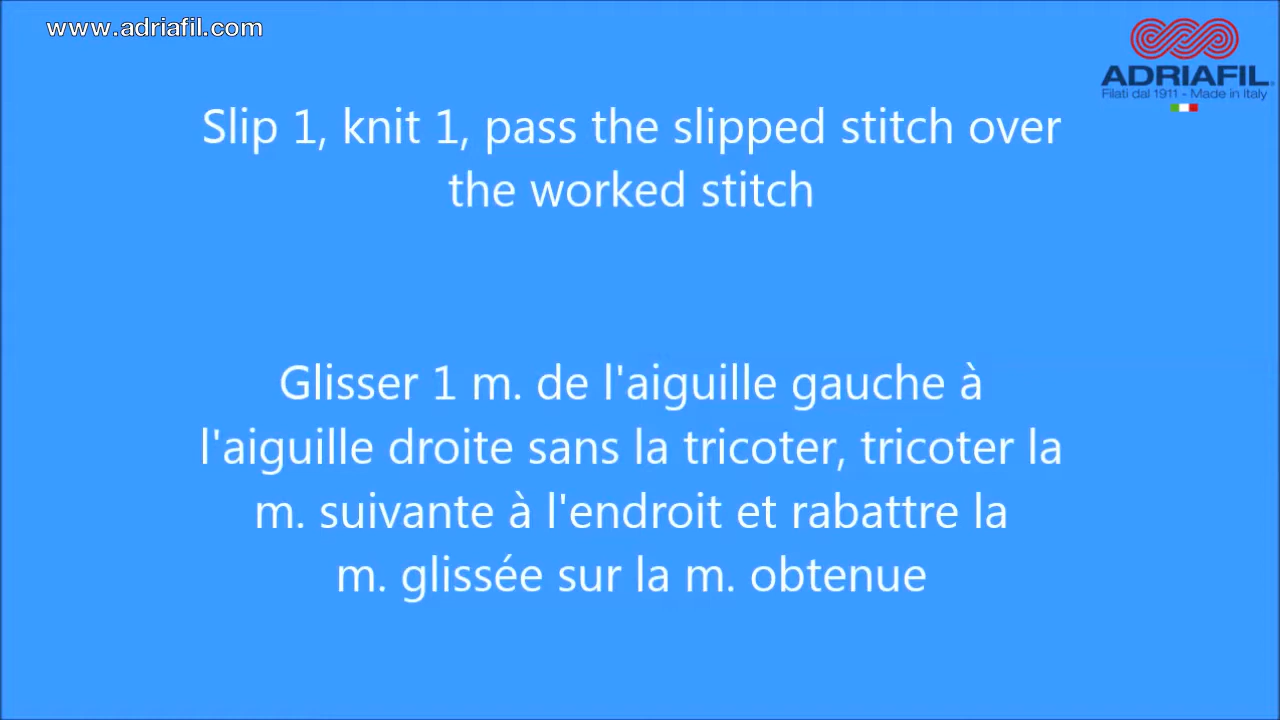 www.adriafil.com
ADRIAFIL
Filati dal 1911 - Made in Italy
Slip 1, knit 1, pass the slipped stitch over
the worked stitch
Glisser 1 m. de l'aiguille gauche à
l'aiguille droite sans la tricoter, tricoter la
m. suivante à l'endroit et rabattre la
m. glissée sur la m. obtenue